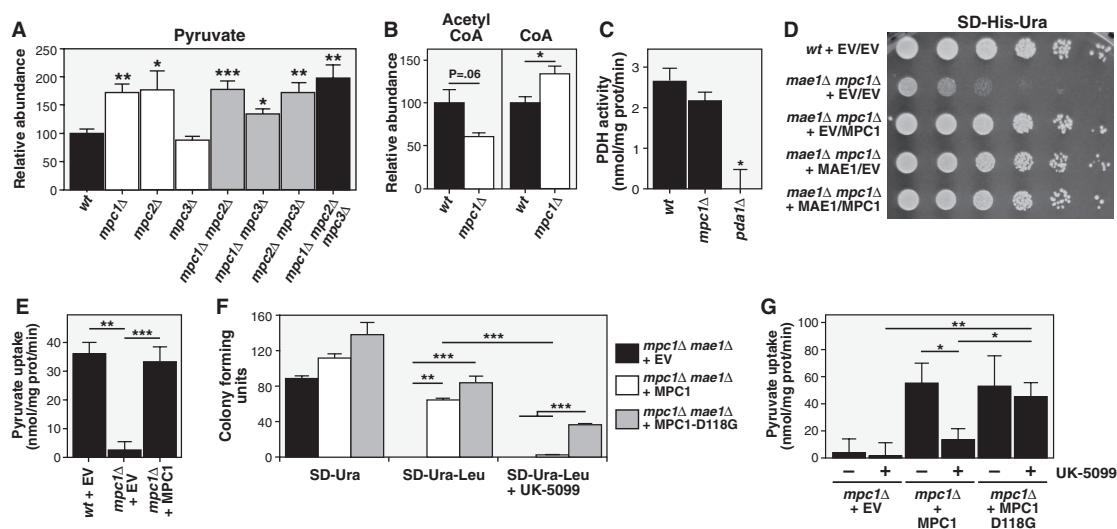 A
Pyruvate
Relative abundance
250
200
150
100
50
0
**
*
***
*
**
**
wt
mpc1Δ
mpc2Δ
mpc3Δ
mpc1Δ mpc2Δ
mpc1Δ mpc3Δ
mpc2Δ mpc3Δ
mpc1Δ mpc2Δ
mpc3Δ
B
Acetyl
CoA
CoA
Relative abundance
200
150
100
50
0
P=.06
*
wt
mpc1Δ
wt
mpc1Δ
C
PDH activity
(nmol/mg prot/min)
3
2
1
0
*
wt
mpc1Δ
pda1Δ
D
SD-His-Ura
wt + EV/EV
mae1Δ mpc1Δ
+ EV/EV
mae1Δ mpc1Δ
+ EV/MPC1
mae1Δ mpc1Δ
+ MAE1/EV
mae1Δ mpc1Δ
+ MAE1/MPC1
E
Pyruvate uptake
(nmol/mg prot/min)
40
30
20
10
0
**
***
wt + EV
mpc1Δ
+ EV
mpc1Δ
+ MPC1
F
Colony forming
units
160
120
80
40
0
**
***
***
***
SD-Ura
SD-Ura-Leu
SD-Ura-Leu
+ UK-5099
mpc1Δ mae1Δ
+ EV
mpc1Δ mae1Δ
+ MPC1
mpc1Δ mae1Δ
+ MPC1-D118G
G
Pyruvate uptake
(nmol/mg prot/min)
100
80
60
40
20
0
**
*
*
– + – + – + UK-5099
mpc1Δ
+ EV
mpc1Δ
+
MPC1
mpc1Δ
+ MPC1
D118G